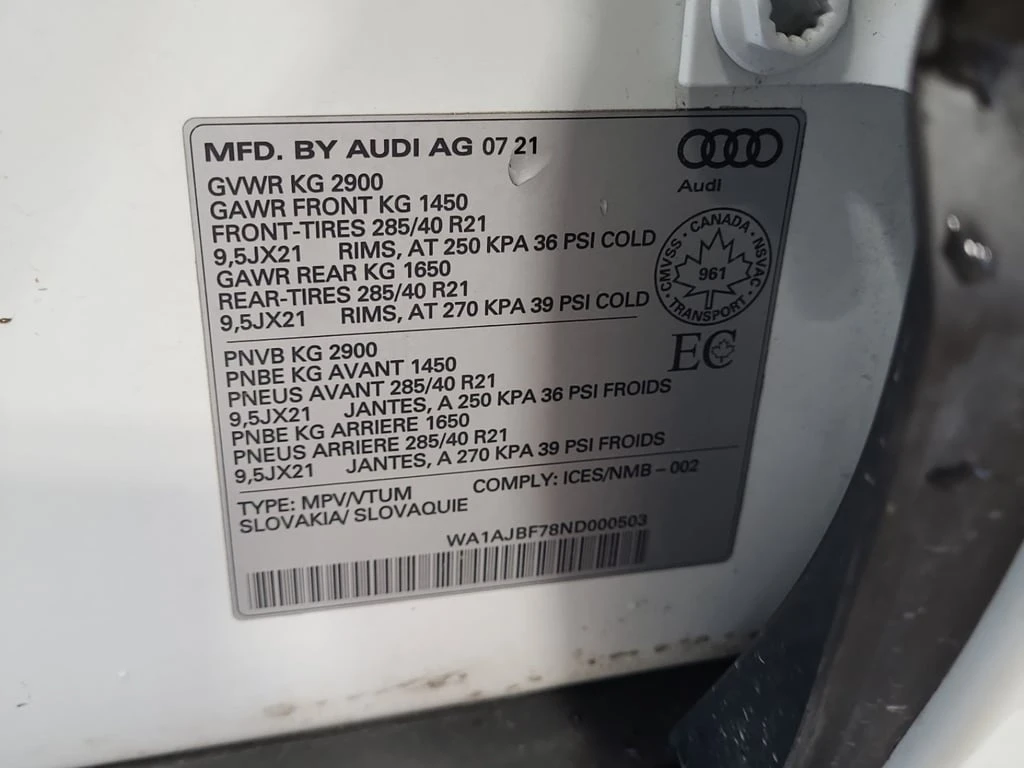 MFD. BY AUDI AG 07 21
Audi
GVWR KG 2900
GAWR FRONT KG 1450
FRONT-TIRES 285/40 R21
9,5JX21 RIMS, AT 250 KPA 36 PSI COLD
GAWR REAR KG 1650
REAR-TIRES 285/40 R21
9,5JX21 RIMS, AT 270 KPA 39 PSI COLD
CANADA · NSVAC · TRANSPORT · CMVSS
961
EC
PNVB KG 2900
PNBE KG AVANT 1450
PNEUS AVANT 285/40 R21
9,5JX21 JANTES, A 250 KPA 36 PSI FROIDS
PNBE KG ARRIERE 1650
PNEUS ARRIERE 285/40 R21
9,5JX21 JANTES, A 270 KPA 39 PSI FROIDS
TYPE: MPV/VTUM COMPLY: ICES/NMB - 002
SLOVAKIA/ SLOVAQUIE
WA1AJBF78ND000503